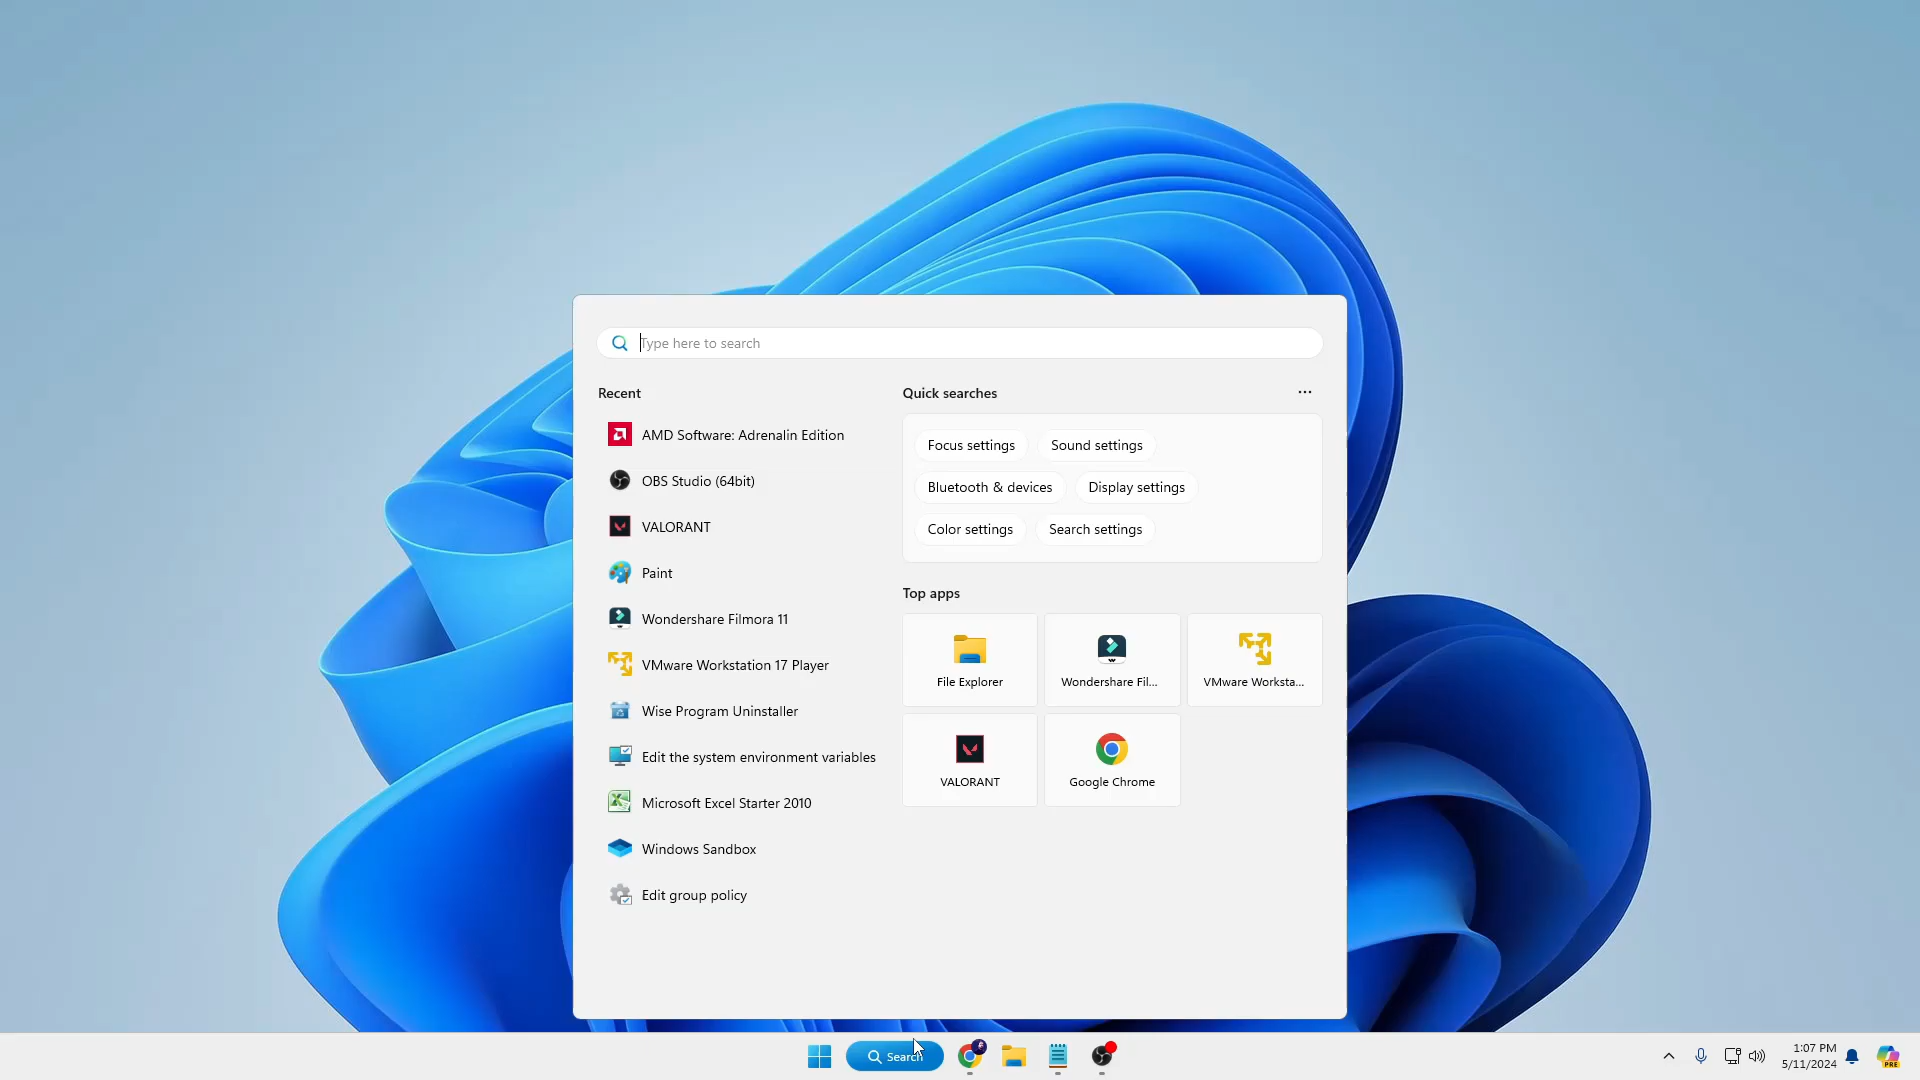 Type here to search
Recent
AMD Software: Adrenalin Edition
OBS Studio (64bit)
VALORANT
Paint
Wondershare Filmora 11
VMware Workstation 17 Player
Wise Program Uninstaller
Edit the system environment variables
Microsoft Excel Starter 2010
Windows Sandbox
Edit group policy
Quick searches
Focus settings
Sound settings
Bluetooth & devices
Display settings
Color settings
Search settings
Top apps
File Explorer
Wondershare Fil...
VMware Worksta...
VALORANT
Google Chrome
Search
1:07 PM
5/11/2024
PRE